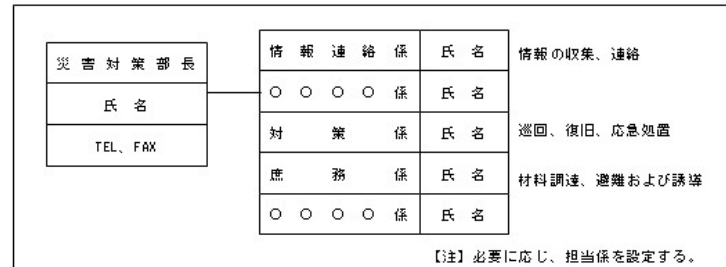 災害対策部長
氏名
TEL、FAX
情報連絡係 氏名 情報の収集、連絡
○○○○係 氏名
対策係 氏名 巡回、復旧、応急処置
庶務係 氏名 材料調達、避難および誘導
○○○○係 氏名
【注】必要に応じ、担当係を設定する。